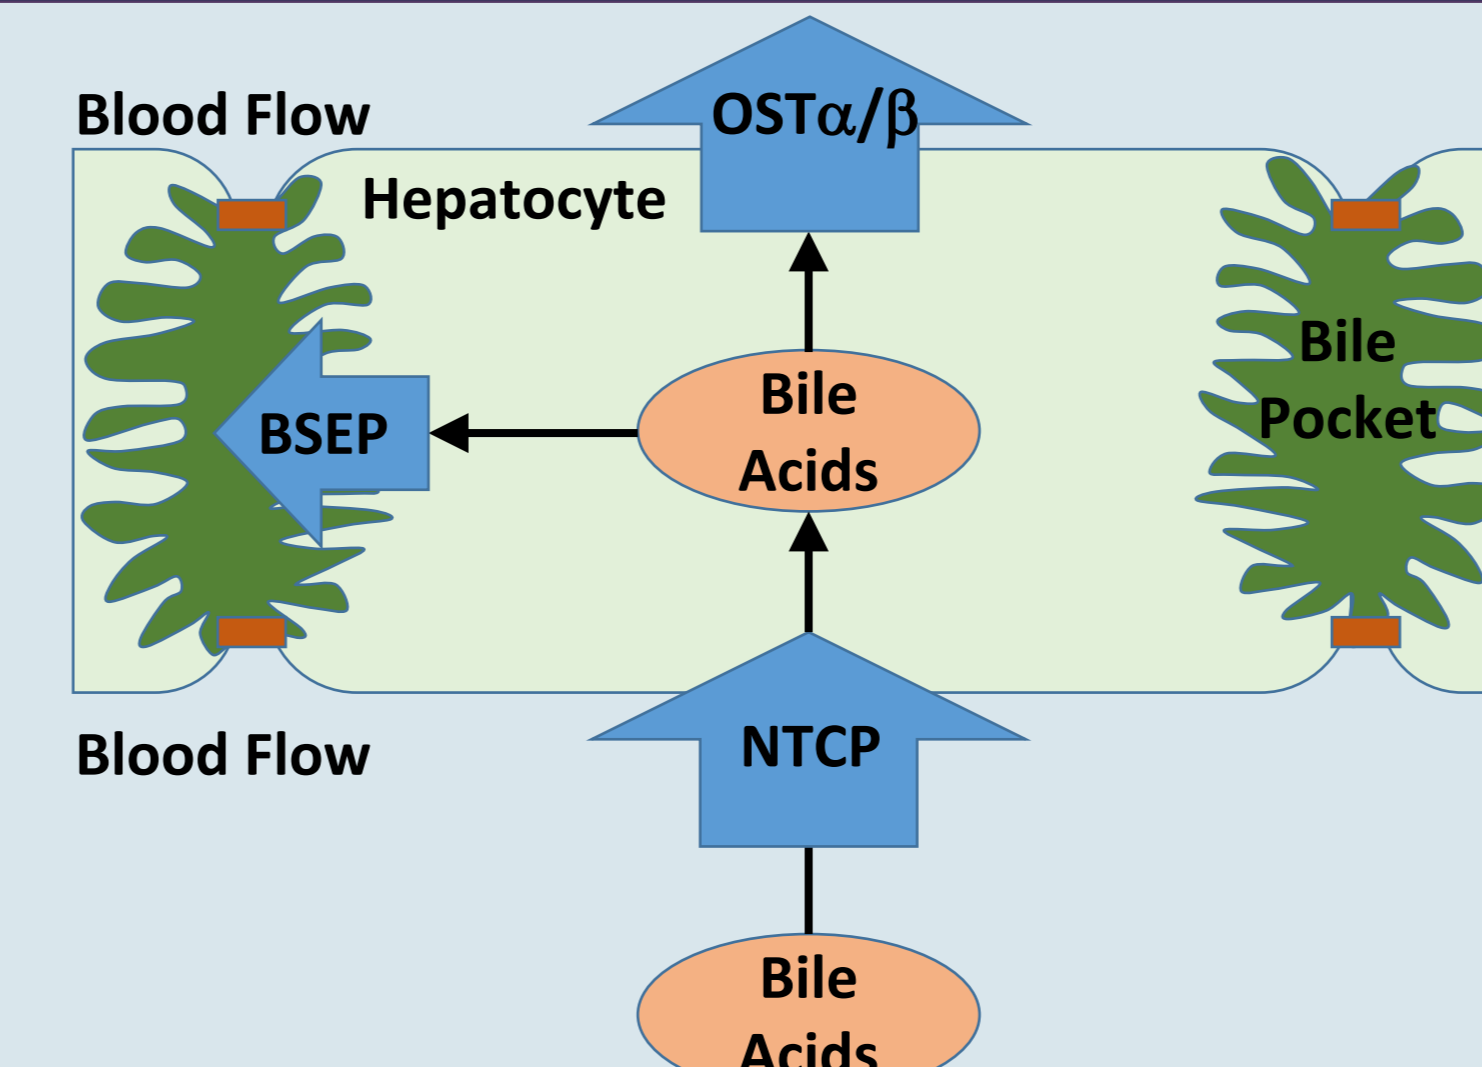 OSTα/β
Blood Flow
Hepatocyte
Bile
Pocket
Bile
Acids
BSEP
NTCP
Blood Flow
Bile
Acids